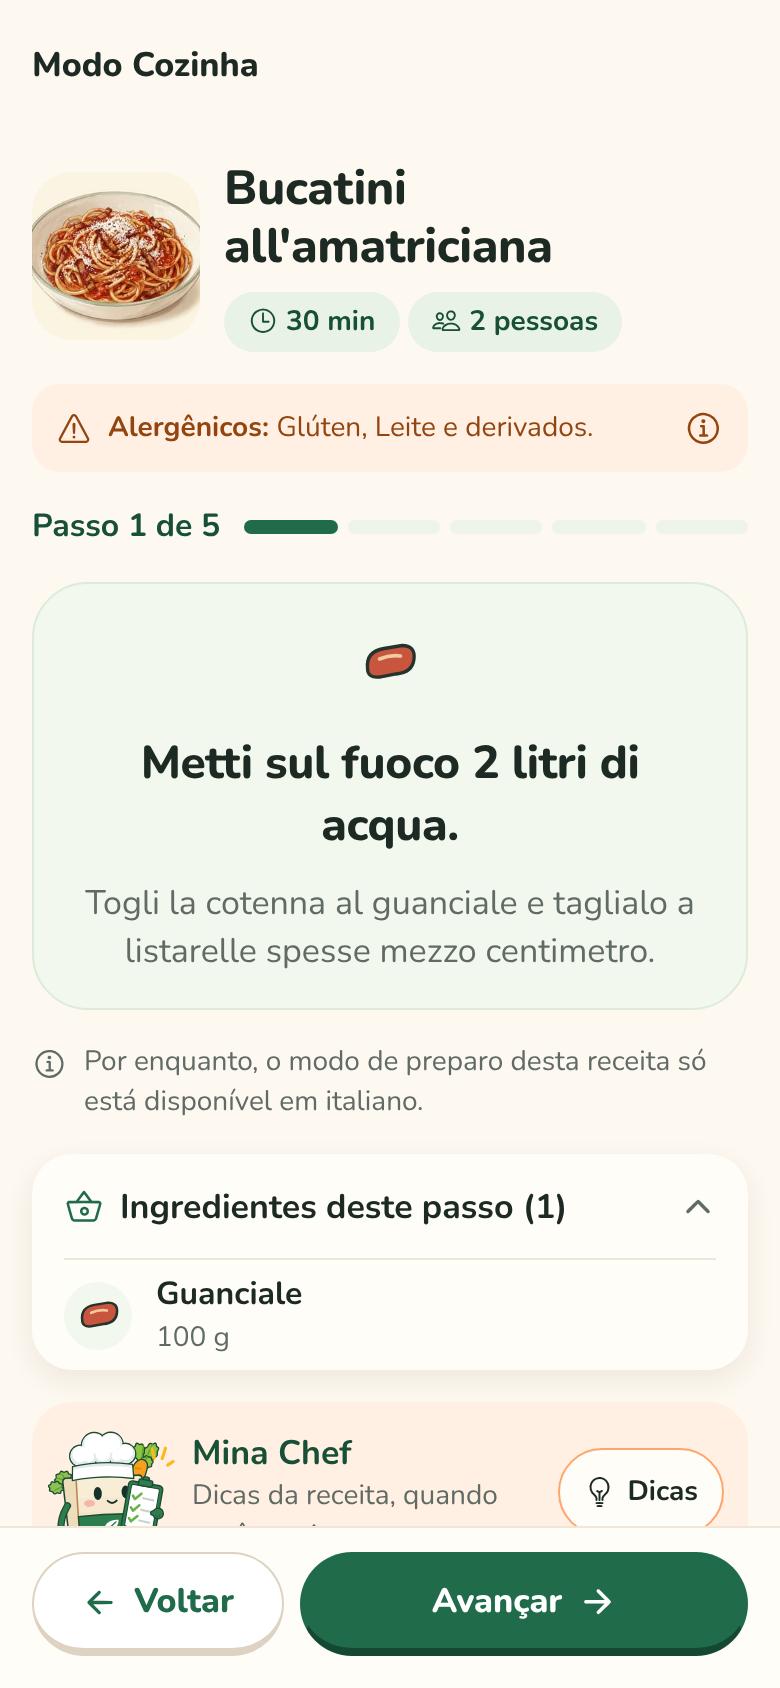 Modo Cozinha
Bucatini
all'amatriciana
30 min
2 pessoas
Alergênicos: Glúten, Leite e derivados.
Passo 1 de 5
Metti sul fuoco 2 litri di
acqua.
Togli la cotenna al guanciale e taglialo a
listarelle spesse mezzo centimetro.
Por enquanto, o modo de preparo desta receita só
está disponível em italiano.
Ingredientes deste passo (1)
Guanciale
100 g
Mina Chef
Dicas da receita, quando
Dicas
Voltar
Avançar